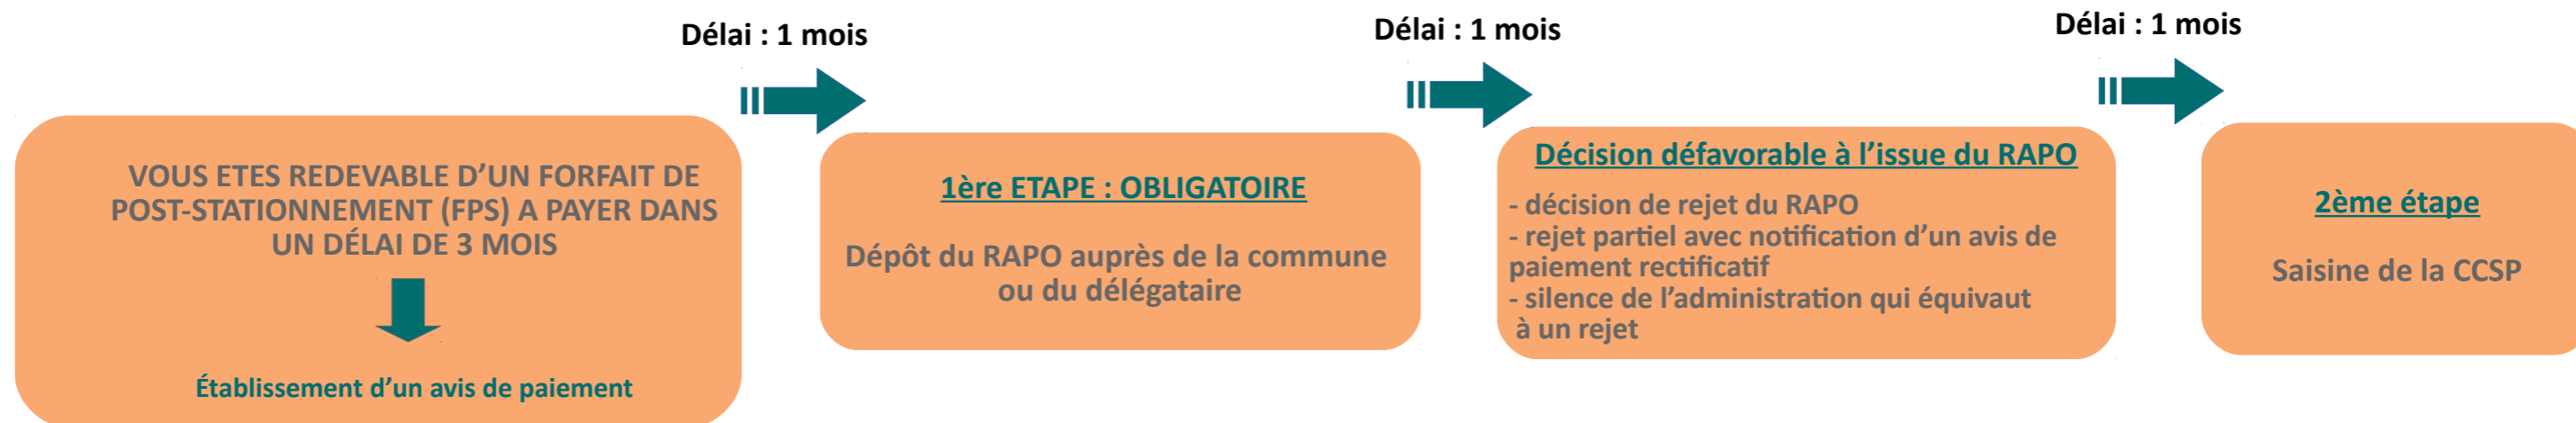 Délai : 1 mois
VOUS ETES REDEVABLE D’UN FORFAIT DE
POST-STATIONNEMENT (FPS) A PAYER DANS
UN DÉLAI DE 3 MOIS
Établissement d’un avis de paiement
Délai : 1 mois
1ère ETAPE : OBLIGATOIRE
Dépôt du RAPO auprès de la commune
ou du délégataire
Délai : 1 mois
Décision défavorable à l’issue du RAPO
- décision de rejet du RAPO
- rejet partiel avec notification d’un avis de
paiement rectificatif
- silence de l’administration qui équivaut
à un rejet
2ème étape
Saisine de la CCSP